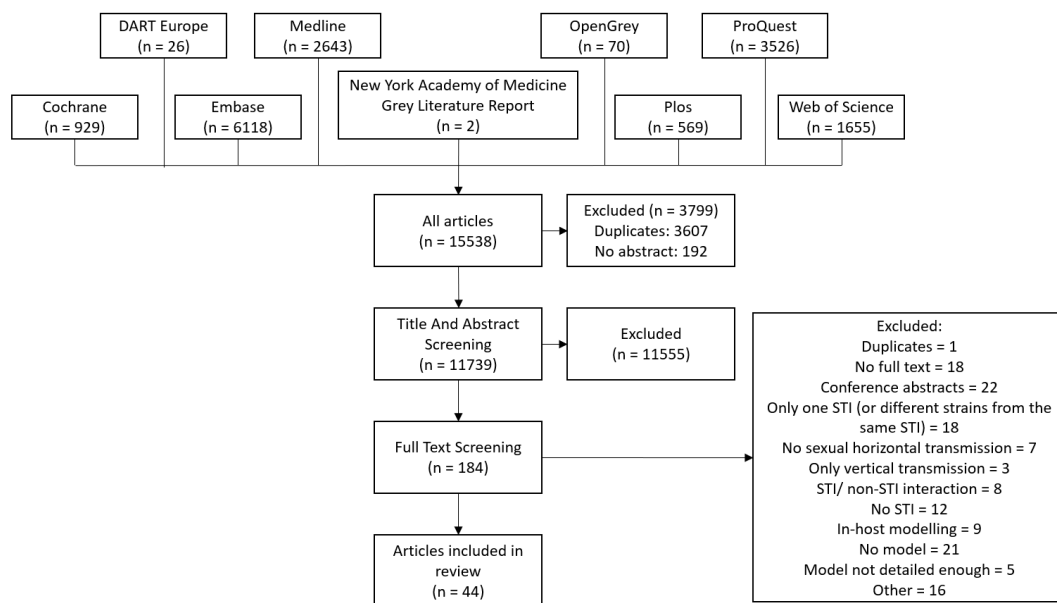 DART Europe
(n = 26)
Medline
(n = 2643)
OpenGrey
(n = 70)
ProQuest
(n = 3526)
Cochrane
(n = 929)
Embase
(n = 6118)
New York Academy of Medicine
Grey Literature Report
(n = 2)
Plos
(n = 569)
Web of Science
(n = 1655)
All articles
(n = 15538)
Excluded (n = 3799)
Duplicates: 3607
No abstract: 192
Title And Abstract
Screening
(n = 11739)
Excluded
(n = 11555)
Full Text Screening
(n = 184)
Excluded:
Duplicates = 1
No full text = 18
Conference abstracts = 22
Only one STI (or different strains from the
same STI) = 18
No sexual horizontal transmission = 7
Only vertical transmission = 3
STI/ non-STI interaction = 8
No STI = 12
In-host modelling = 9
No model = 21
Model not detailed enough = 5
Other = 16
Articles included in
review
(n = 44)